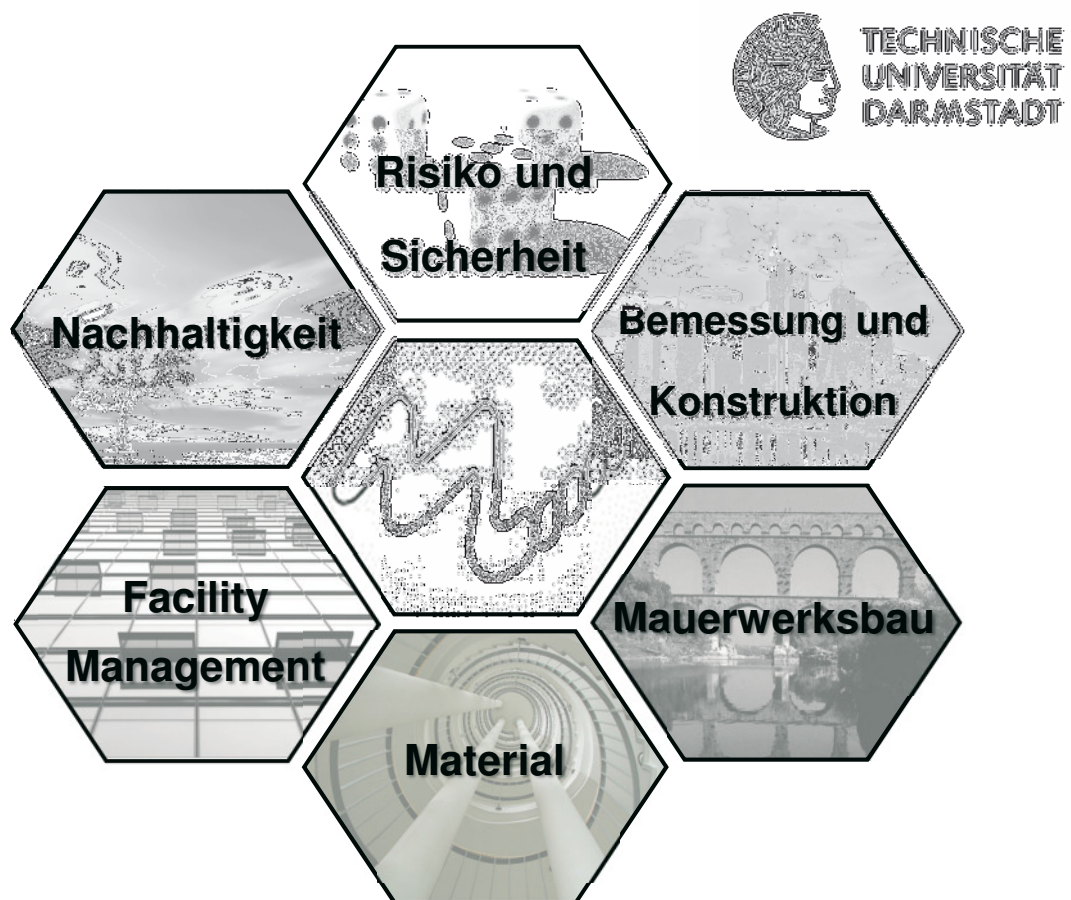 TECHNISCHE
UNIVERSITÄT
DARMSTADT
Risiko und
Sicherheit
Nachhaltigkeit
Bemessung und
Konstruktion
Facility
Management
Mauerwerksbau
Material